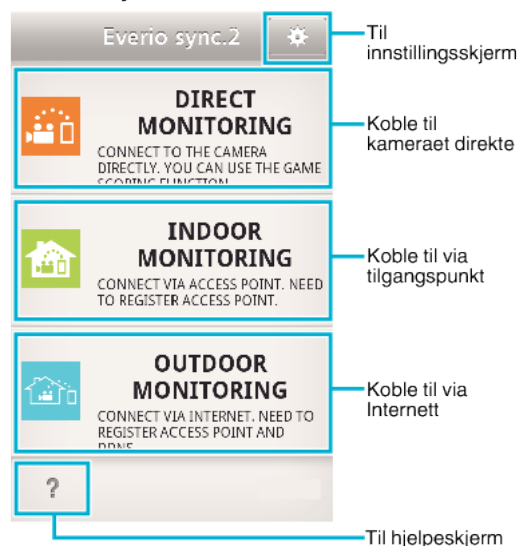 Everio sync.2
Til
innstillingsskjerm
DIRECT
MONITORING
CONNECT TO THE CAMERA
DIRECTLY. YOU CAN USE THE GAME
SCORING FUNCTION
Koble til
kameraet direkte
INDOOR
MONITORING
CONNECT VIA ACCESS POINT. NEED
TO REGISTER ACCESS POINT.
Koble til via
tilgangspunkt
OUTDOOR
MONITORING
CONNECT VIA INTERNET. NEED TO
REGISTER ACCESS POINT AND
Koble til via
Internett
?
Til hjelpeskjerm